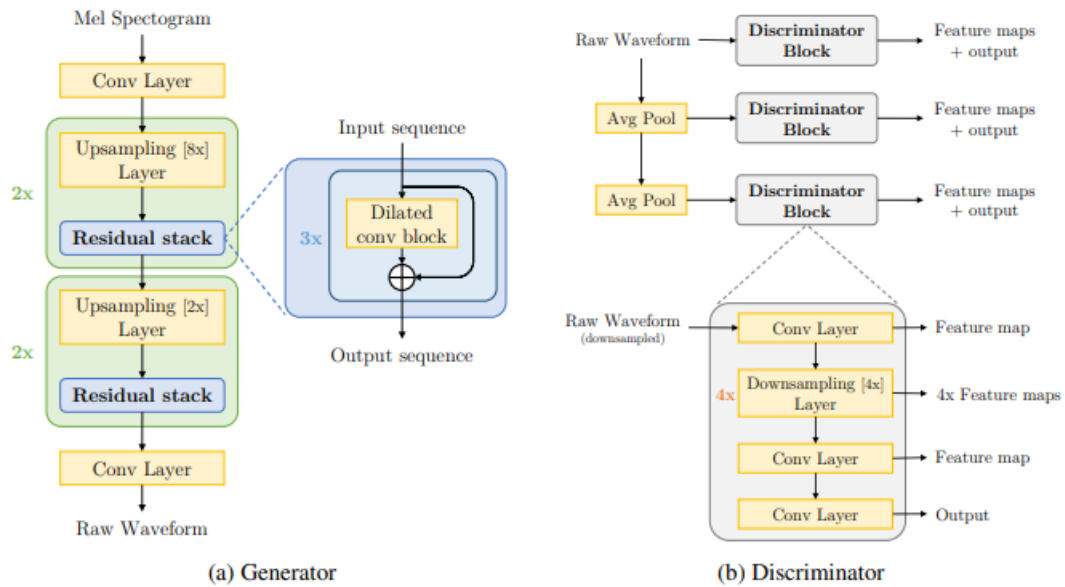 Mel Spectogram
Conv Layer
2x
Upsampling [8x]
Layer
Residual stack
2x
Upsampling [2x]
Layer
Residual stack
Conv Layer
Raw Waveform
Input sequence
3x
Dilated
conv block
Output sequence
(a) Generator
Raw Waveform
Discriminator
Block
Feature maps
+ output
Avg Pool
Discriminator
Block
Feature maps
+ output
Avg Pool
Discriminator
Block
Feature maps
+ output
Raw Waveform
(downsampled)
Conv Layer
Feature map
4x
Downsampling [4x]
Layer
4x Feature maps
Conv Layer
Feature map
Conv Layer
Output
(b) Discriminator